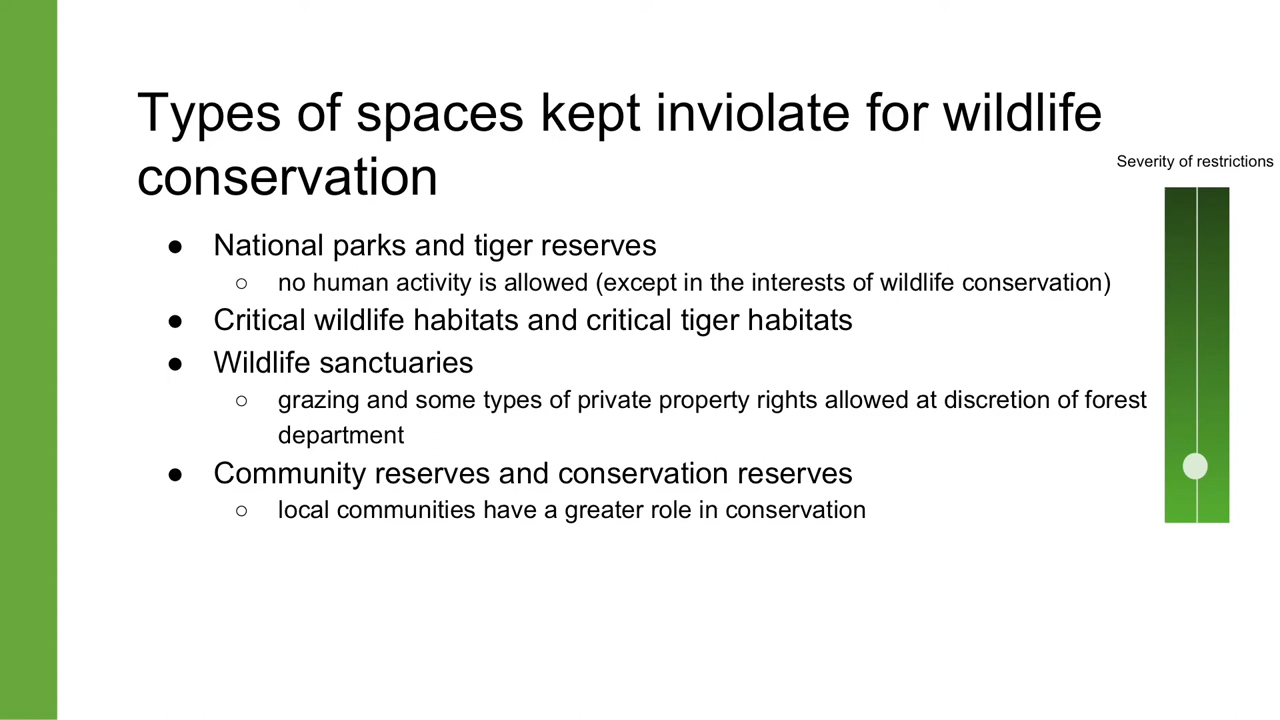 Types of spaces kept inviolate for wildlife
conservation
Severity of restrictions
● National parks and tiger reserves
○ no human activity is allowed (except in the interests of wildlife conservation)
● Critical wildlife habitats and critical tiger habitats
● Wildlife sanctuaries
○ grazing and some types of private property rights allowed at discretion of forest
department
● Community reserves and conservation reserves
○ local communities have a greater role in conservation